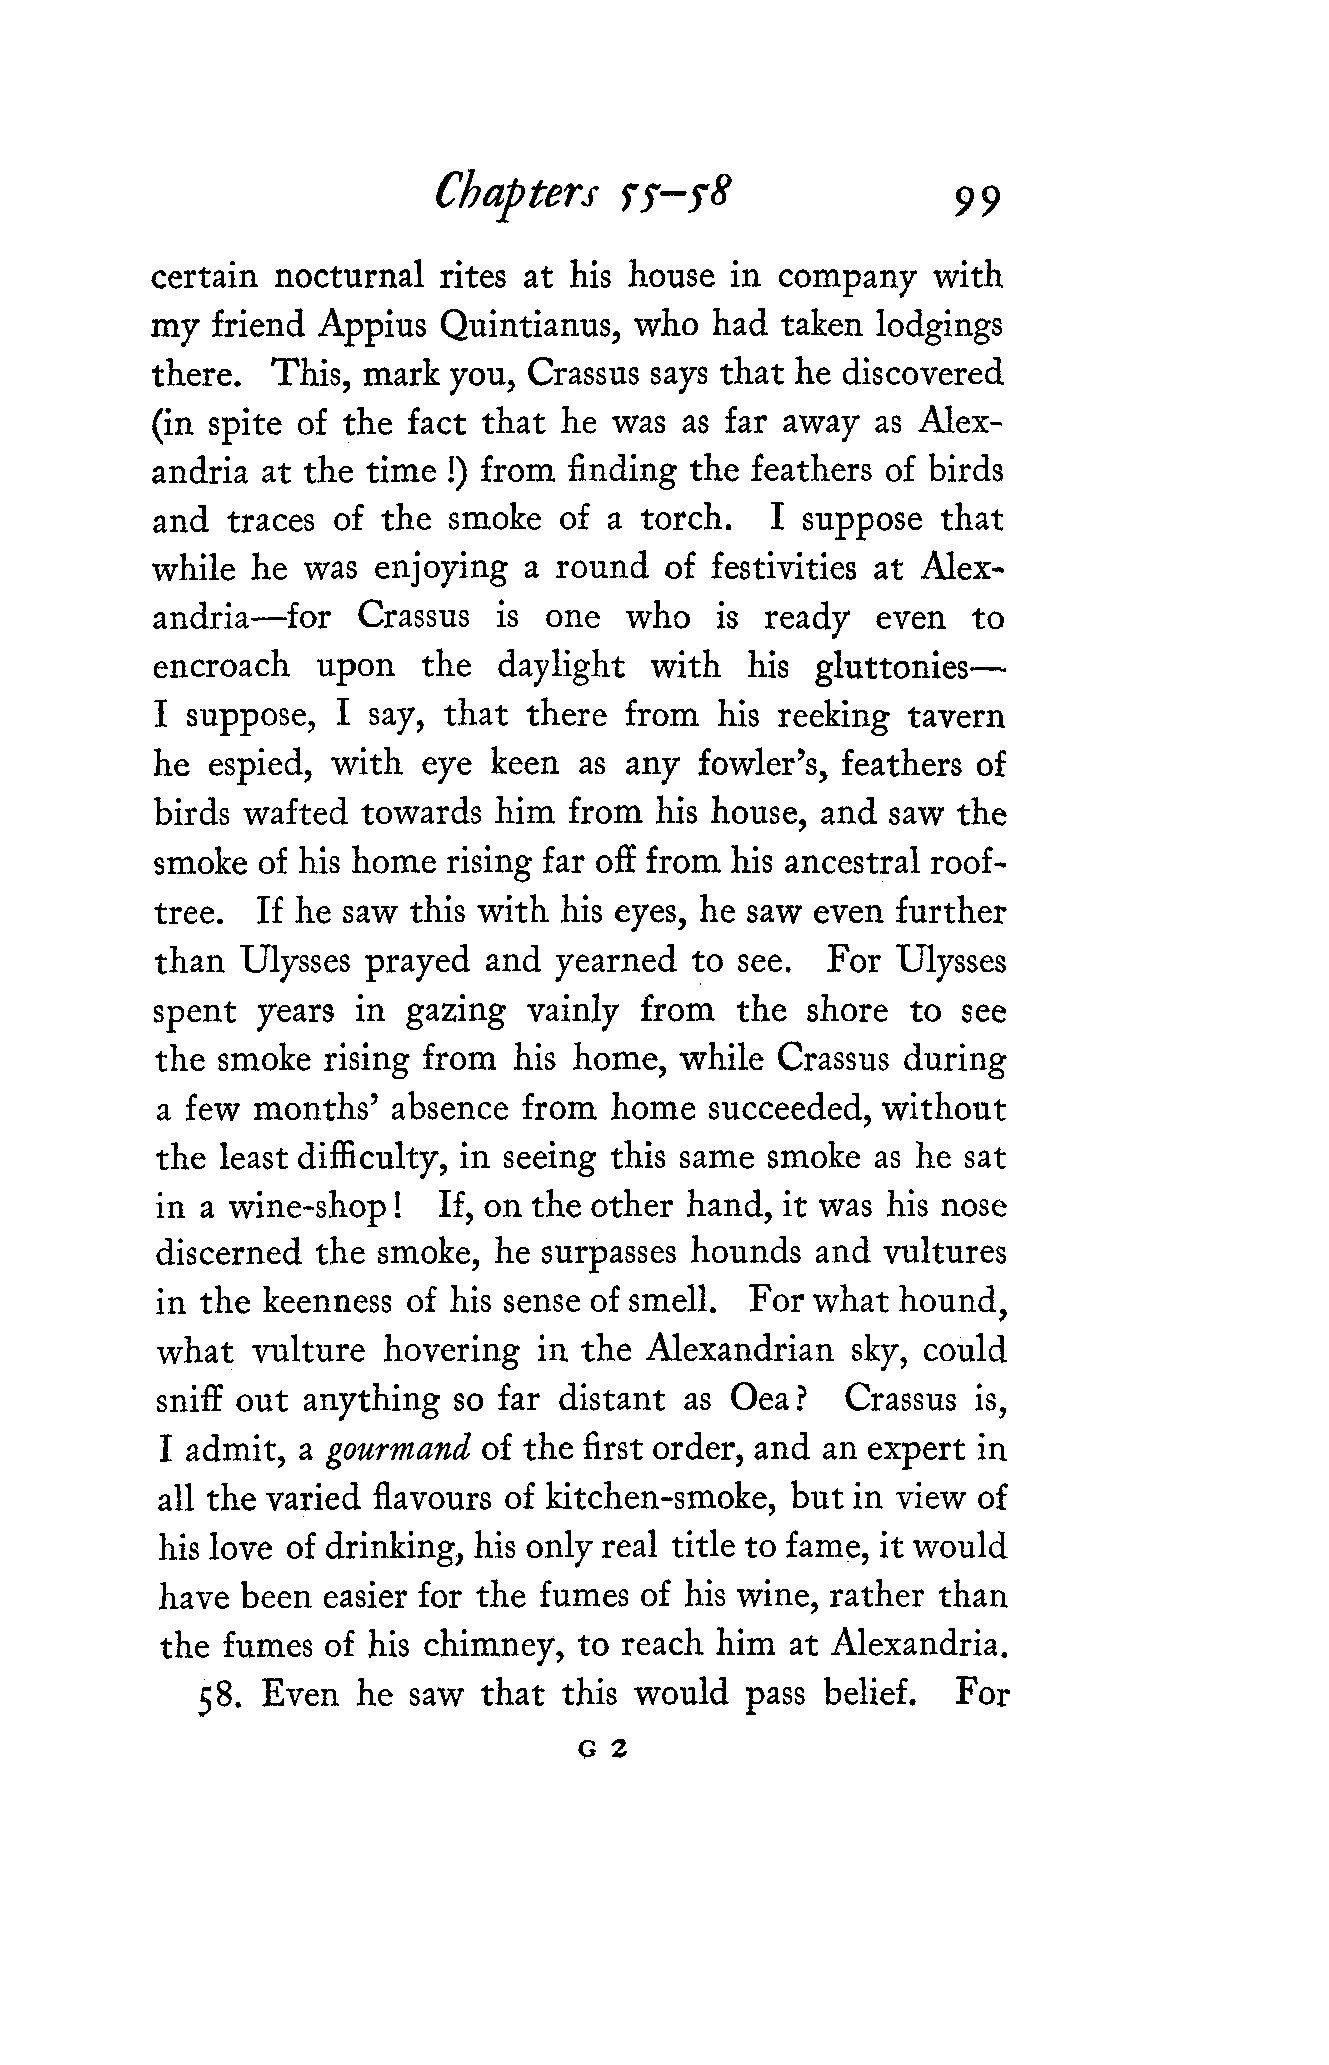 Chapters 55–58 99
certain nocturnal rites at his house in company with
my friend Appius Quintianus, who had taken lodgings
there. This, mark you, Crassus says that he discovered
(in spite of the fact that he was as far away as Alex-
andria at the time !) from finding the feathers of birds
and traces of the smoke of a torch. I suppose that
while he was enjoying a round of festivities at Alex-
andria—for Crassus is one who is ready even to
encroach upon the daylight with his gluttonies—
I suppose, I say, that there from his reeking tavern
he espied, with eye keen as any fowler's, feathers of
birds wafted towards him from his house, and saw the
smoke of his home rising far off from his ancestral roof-
tree. If he saw this with his eyes, he saw even further
than Ulysses prayed and yearned to see. For Ulysses
spent years in gazing vainly from the shore to see
the smoke rising from his home, while Crassus during
a few months' absence from home succeeded, without
the least difficulty, in seeing this same smoke as he sat
in a wine-shop! If, on the other hand, it was his nose
discerned the smoke, he surpasses hounds and vultures
in the keenness of his sense of smell. For what hound,
what vulture hovering in the Alexandrian sky, could
sniff out anything so far distant as Oea? Crassus is,
I admit, a gourmand of the first order, and an expert in
all the varied flavours of kitchen-smoke, but in view of
his love of drinking, his only real title to fame, it would
have been easier for the fumes of his wine, rather than
the fumes of his chimney, to reach him at Alexandria.
58. Even he saw that this would pass belief. For
G 2